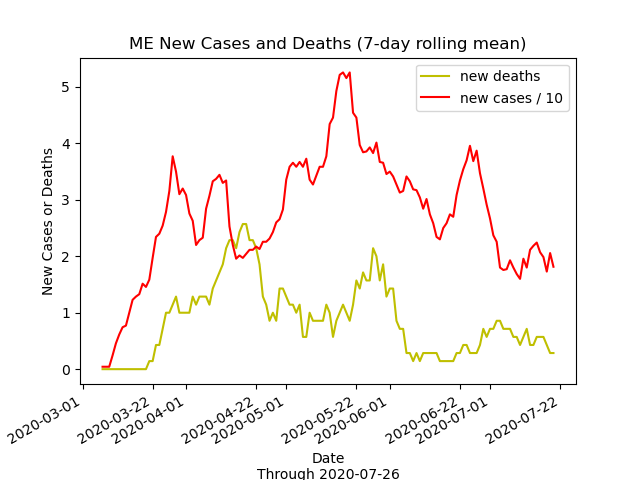 ME New Cases and Deaths (7-day rolling mean)
new deaths
new cases / 10
New Cases or Deaths
5
4
3
2
1
0
2020-03-01
2020-03-22
2020-04-01
2020-04-22
2020-05-01
2020-05-22
2020-06-01
2020-06-22
2020-07-01
2020-07-22
Date
Through 2020-07-26